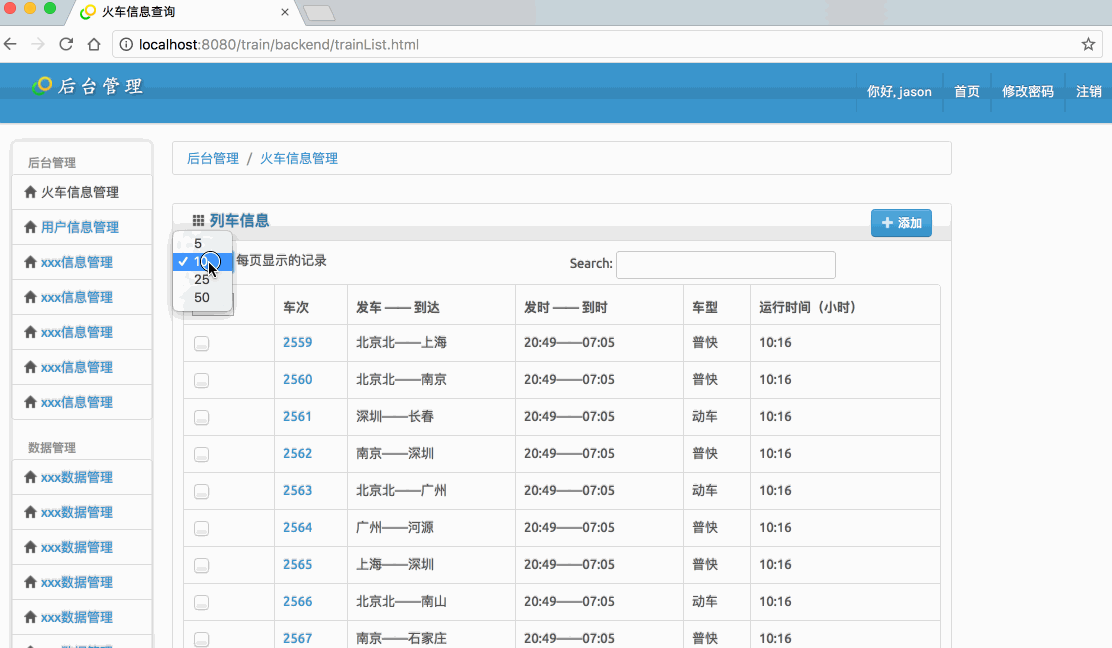 火车信息查询
localhost:8080/train/backend/trainList.html
后台管理
你好, jason 首页 修改密码 注销
后台管理
火车信息管理
用户信息管理
xxx信息管理
xxx信息管理
xxx信息管理
xxx信息管理
xxx信息管理
数据管理
xxx数据管理
xxx数据管理
xxx数据管理
xxx数据管理
xxx数据管理
后台管理 / 火车信息管理
列车信息
添加
5
10
25
50
每页显示的记录
Search:
车次 发车 —— 到达 发时 —— 到时 车型 运行时间（小时）
2559 北京北——上海 20:49——07:05 普快 10:16
2560 北京北——南京 20:49——07:05 普快 10:16
2561 深圳——长春 20:49——07:05 动车 10:16
2562 南京——深圳 20:49——07:05 普快 10:16
2563 北京北——广州 20:49——07:05 动车 10:16
2564 广州——河源 20:49——07:05 普快 10:16
2565 上海——深圳 20:49——07:05 普快 10:16
2566 北京北——南山 20:49——07:05 动车 10:16
2567 南京——石家庄 20:49——07:05 普快 10:16